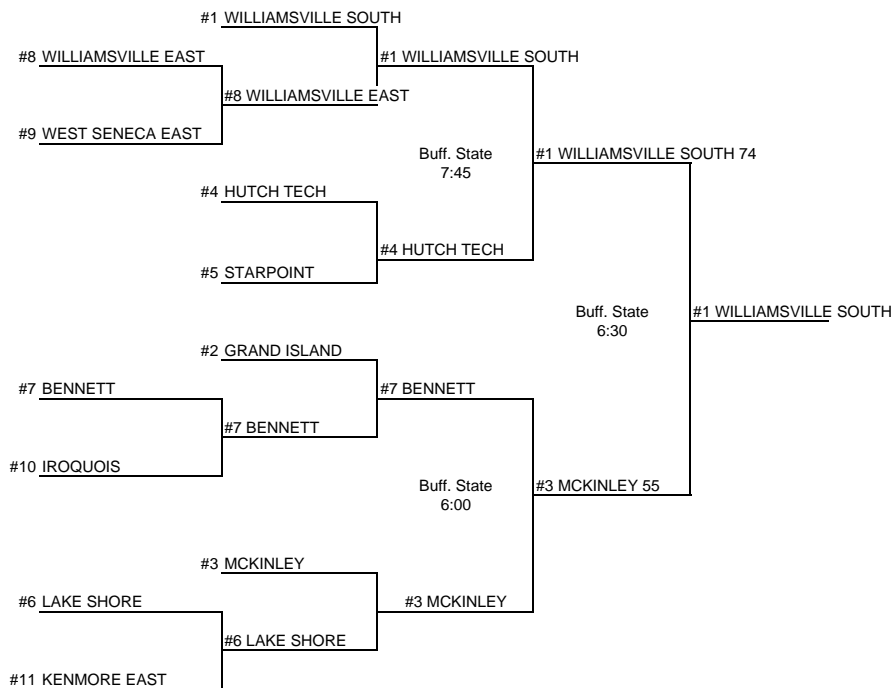 #1 WILLIAMSVILLE SOUTH
#8 WILLIAMSVILLE EAST
#1 WILLIAMSVILLE SOUTH
#8 WILLIAMSVILLE EAST
#9 WEST SENECA EAST
Buff. State
7:45
#1 WILLIAMSVILLE SOUTH 74
#4 HUTCH TECH
#4 HUTCH TECH
#5 STARPOINT
Buff. State
6:30
#1 WILLIAMSVILLE SOUTH
#2 GRAND ISLAND
#7 BENNETT
#7 BENNETT
#7 BENNETT
#10 IROQUOIS
Buff. State
6:00
#3 MCKINLEY 55
#3 MCKINLEY
#6 LAKE SHORE
#3 MCKINLEY
#6 LAKE SHORE
#11 KENMORE EAST